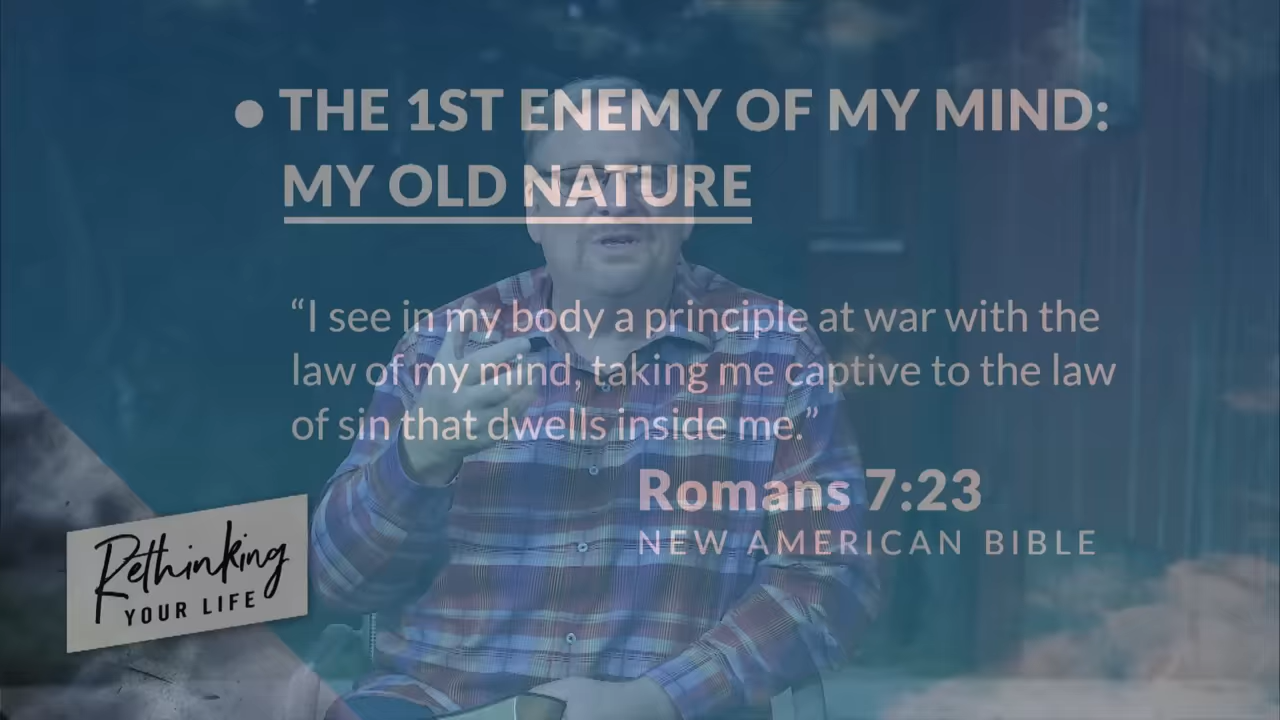 ● THE 1ST ENEMY OF MY MIND:
MY OLD NATURE
“I see in my body a principle at war with the
law of my mind, taking me captive to the law
of sin that dwells inside me.”
Romans 7:23
NEW AMERICAN BIBLE
Rethinking
YOUR LIFE